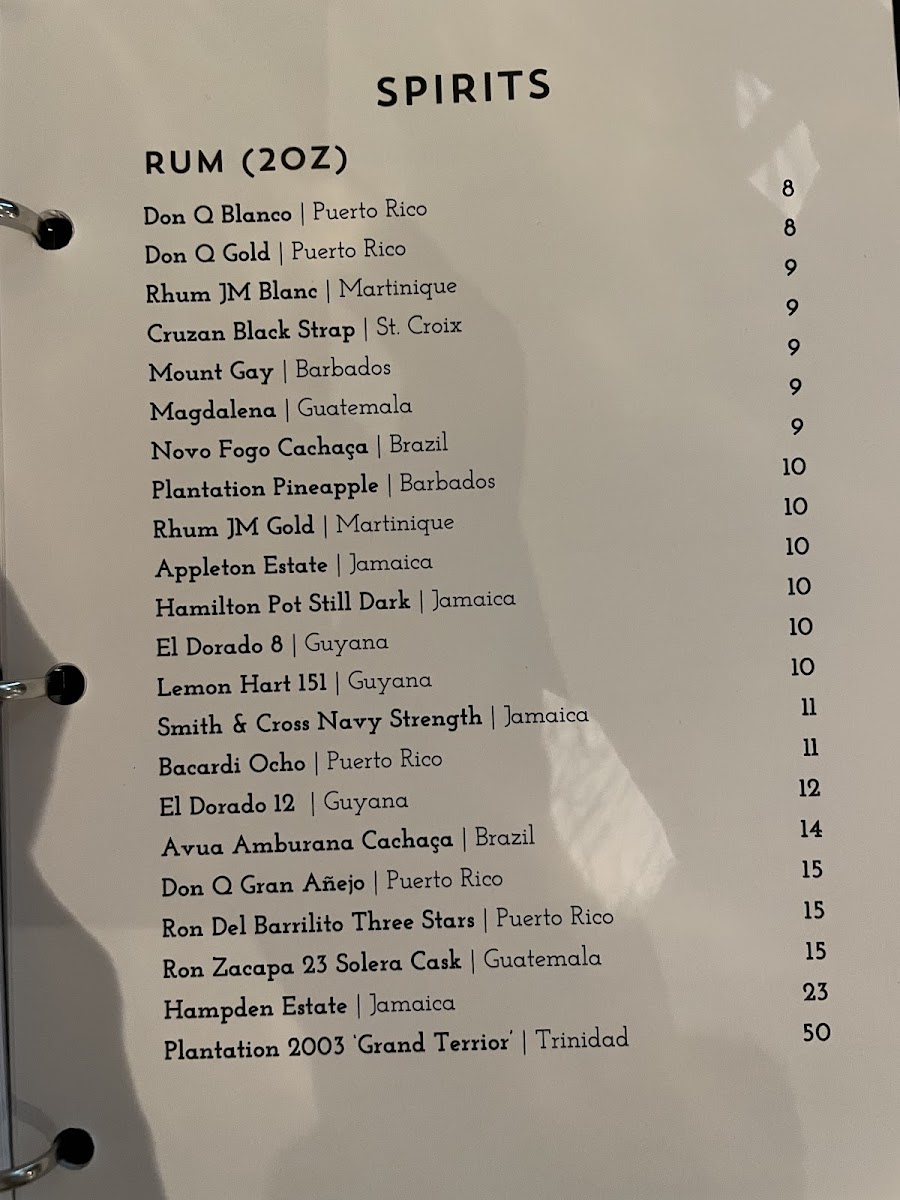 SPIRITS
RUM (2OZ)
Don Q Blanco | Puerto Rico 8
Don Q Gold | Puerto Rico 8
Rhum JM Blanc | Martinique 9
Cruzan Black Strap | St. Croix 9
Mount Gay | Barbados 9
Magdalena | Guatemala 9
Novo Fogo Cachaça | Brazil 9
Plantation Pineapple | Barbados 10
Rhum JM Gold | Martinique 10
Appleton Estate | Jamaica 10
Hamilton Pot Still Dark | Jamaica 10
El Dorado 8 | Guyana 10
Lemon Hart 151 | Guyana 10
Smith & Cross Navy Strength | Jamaica 11
Bacardi Ocho | Puerto Rico 11
El Dorado 12 | Guyana 12
Avua Amburana Cachaça | Brazil 14
Don Q Gran Añejo | Puerto Rico 15
Ron Del Barrilito Three Stars | Puerto Rico 15
Ron Zacapa 23 Solera Cask | Guatemala 15
Hampden Estate | Jamaica 23
Plantation 2003 'Grand Terrior' | Trinidad 50